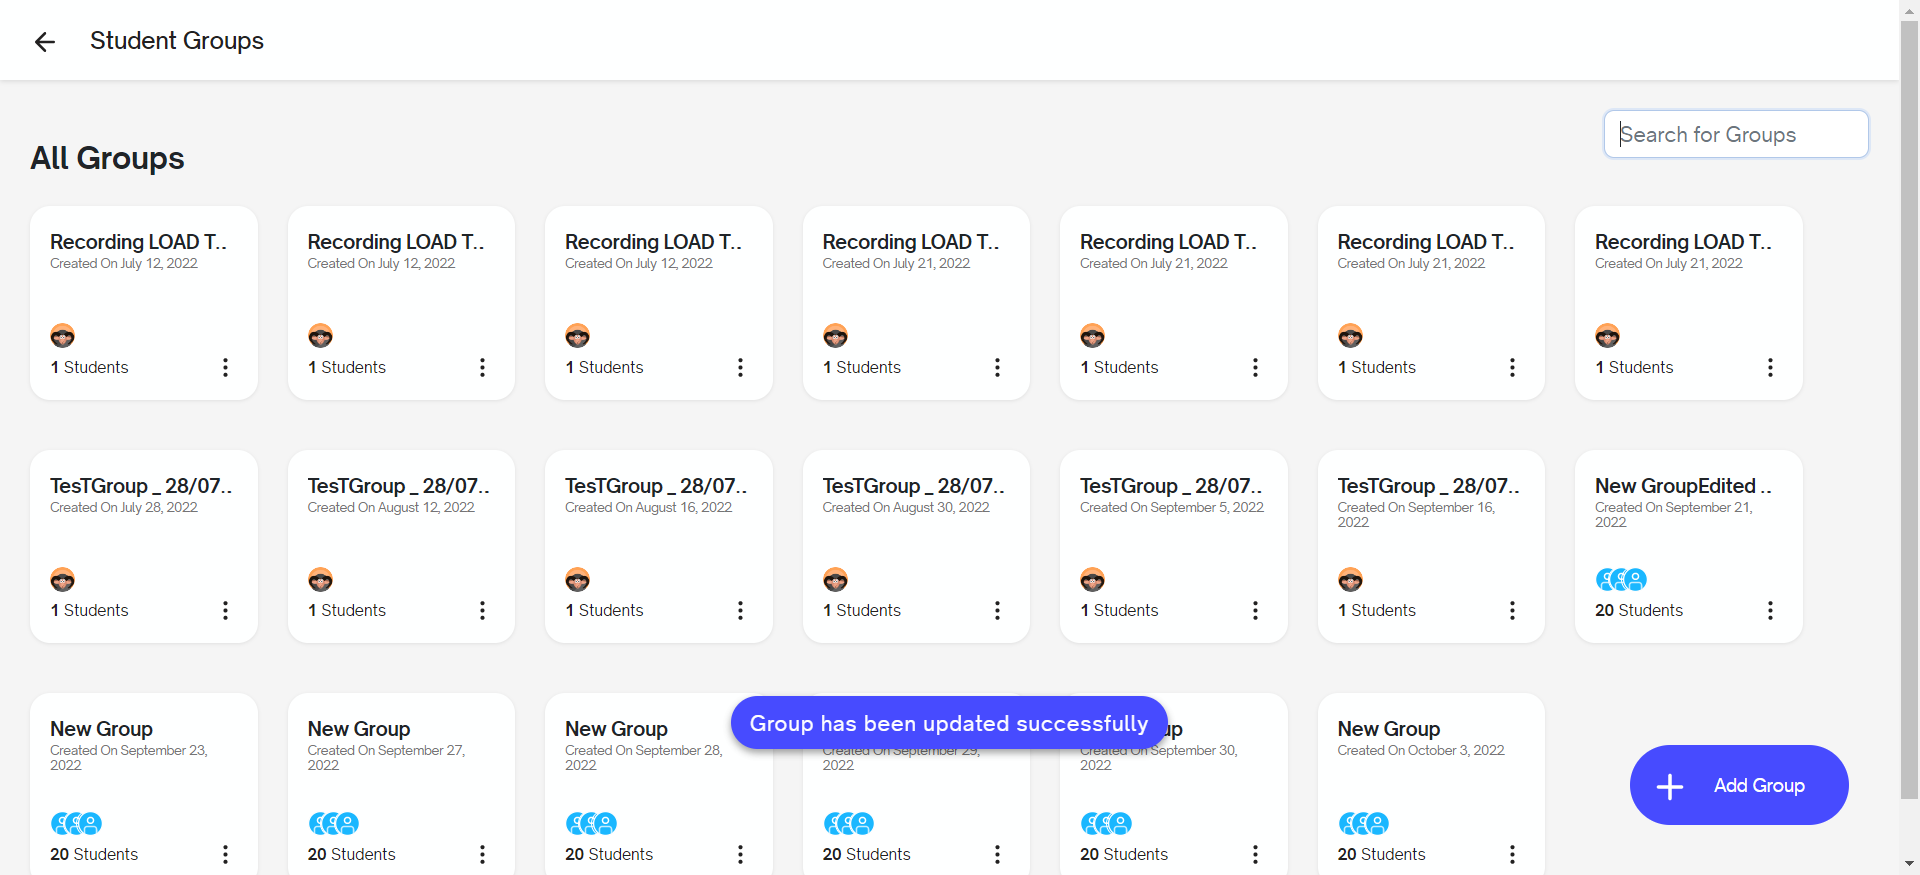 Student Groups
Search for Groups
All Groups
Recording LOAD T..
Created On July 12, 2022
1 Students
Recording LOAD T..
Created On July 12, 2022
1 Students
Recording LOAD T..
Created On July 12, 2022
1 Students
Recording LOAD T..
Created On July 21, 2022
1 Students
Recording LOAD T..
Created On July 21, 2022
1 Students
Recording LOAD T..
Created On July 21, 2022
1 Students
Recording LOAD T..
Created On July 21, 2022
1 Students
TesTGroup _ 28/07..
Created On July 28, 2022
1 Students
TesTGroup _ 28/07..
Created On August 12, 2022
1 Students
TesTGroup _ 28/07..
Created On August 16, 2022
1 Students
TesTGroup _ 28/07..
Created On August 30, 2022
1 Students
TesTGroup _ 28/07..
Created On September 5, 2022
1 Students
TesTGroup _ 28/07..
Created On September 16,
2022
1 Students
New GroupEdited ..
Created On September 21,
2022
20 Students
New Group
Created On September 23,
2022
20 Students
New Group
Created On September 27,
2022
20 Students
New Group
Created On September 28,
2022
20 Students
Group has been updated successfully
Created On September 29,
2022
20 Students
Created On September 30,
2022
20 Students
New Group
Created On October 3, 2022
20 Students
Add Group